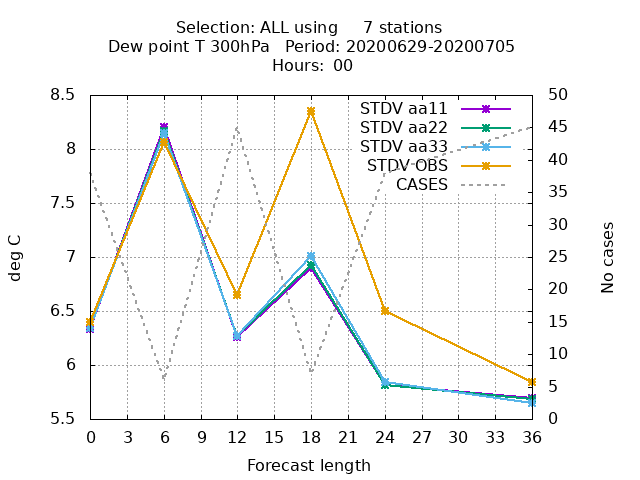 Selection: ALL using     7 stations
Dew point T 300hPa   Period: 20200629-20200705
Hours:  00
8.5
8
7.5
7
6.5
6
5.5
deg C
STDV aa11
STDV aa22
STDV aa33
STDV OBS
CASES
50
45
40
35
30
25
20
15
10
5
0
No cases
0 3 6 9 12 15 18 21 24 27 30 33 36
Forecast length